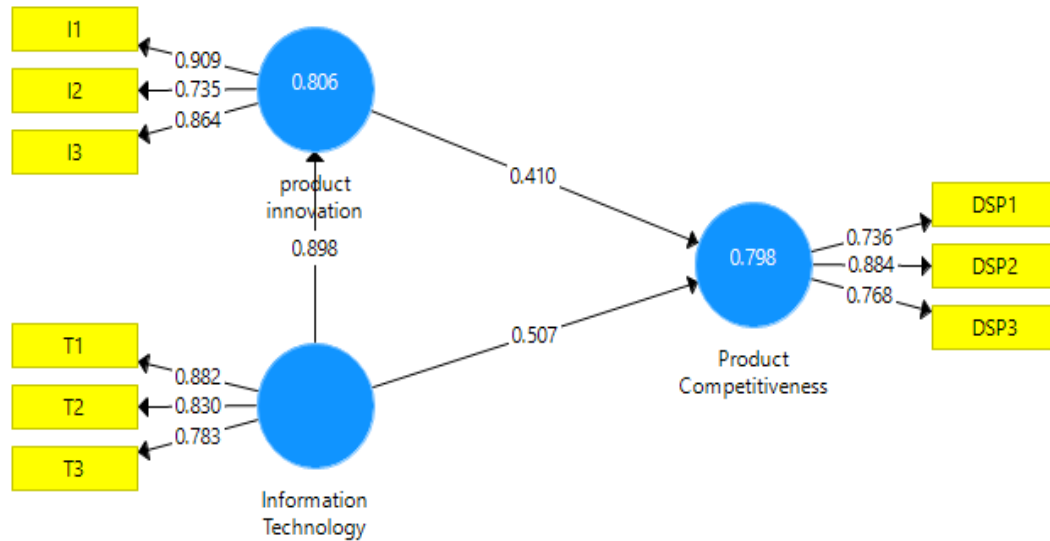 I1
0.909
I2
0.735
I3
0.864
0.806
product
innovation
0.898
0.410
T1
0.882
T2
0.830
T3
0.783
Information
Technology
0.507
0.798
Product
Competitiveness
DSP1
0.736
DSP2
0.884
DSP3
0.768